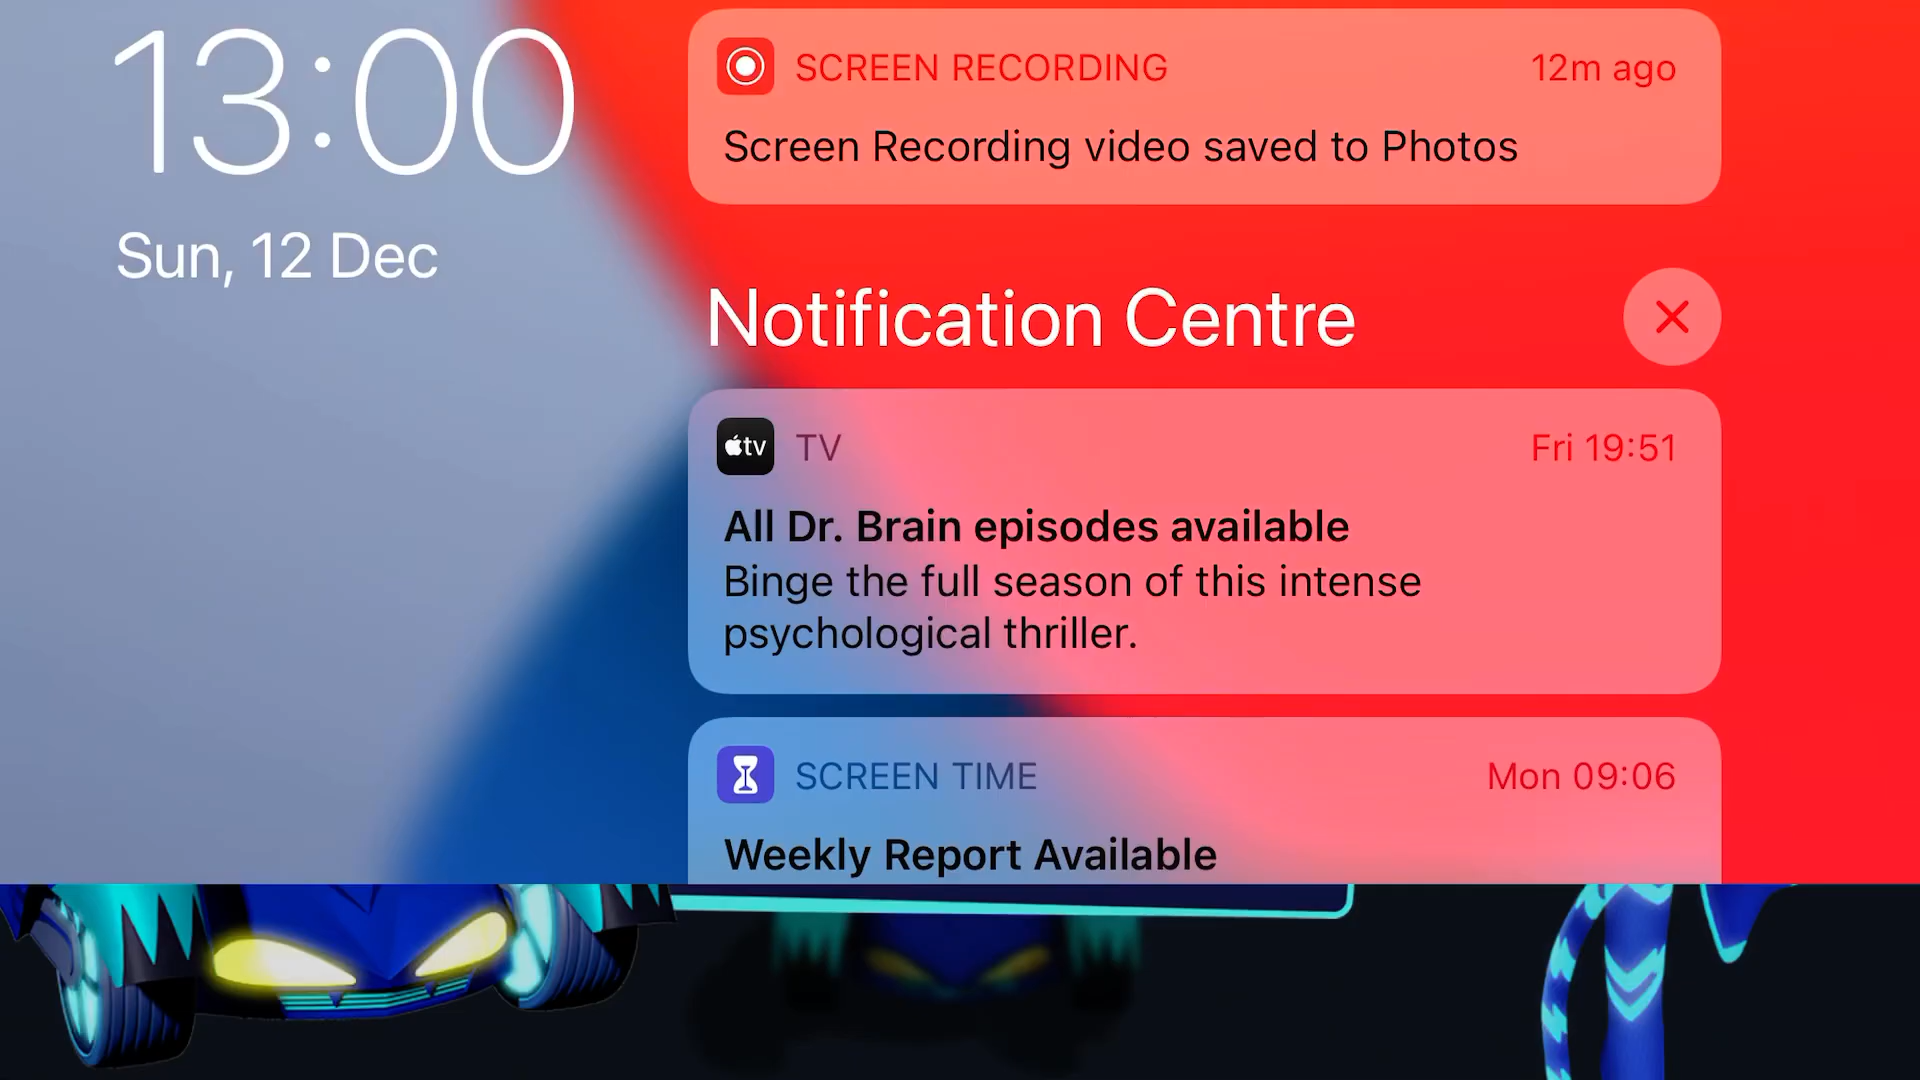 13:00
Sun, 12 Dec
SCREEN RECORDING
12m ago
Screen Recording video saved to Photos
Notification Centre
tv
TV
Fri 19:51
All Dr. Brain episodes available
Binge the full season of this intense
psychological thriller.
SCREEN TIME
Mon 09:06
Weekly Report Available